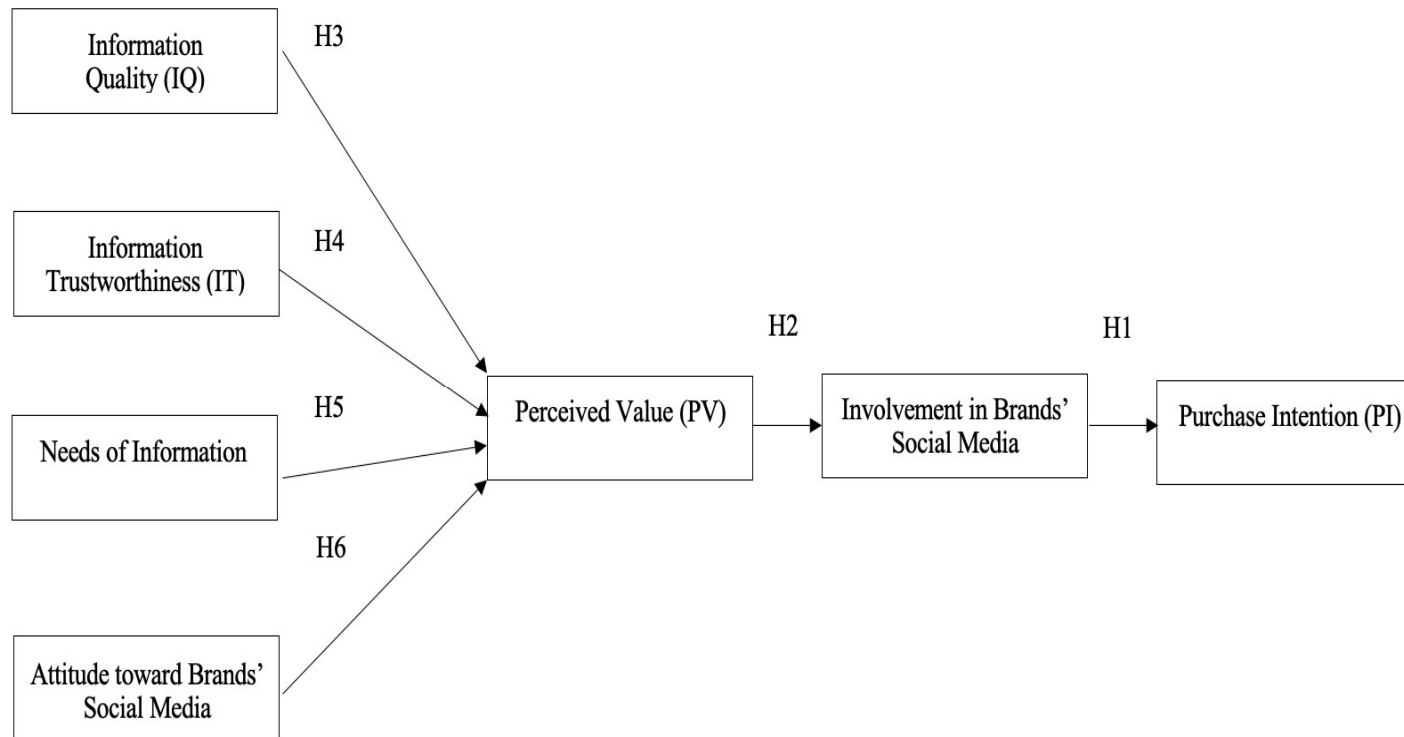 Information
Quality (IQ)
H3
Information
Trustworthiness (IT)
H4
H2
H1
Needs of Information
H5
Perceived Value (PV)
Involvement in Brands’
Social Media
Purchase Intention (PI)
H6
Attitude toward Brands’
Social Media